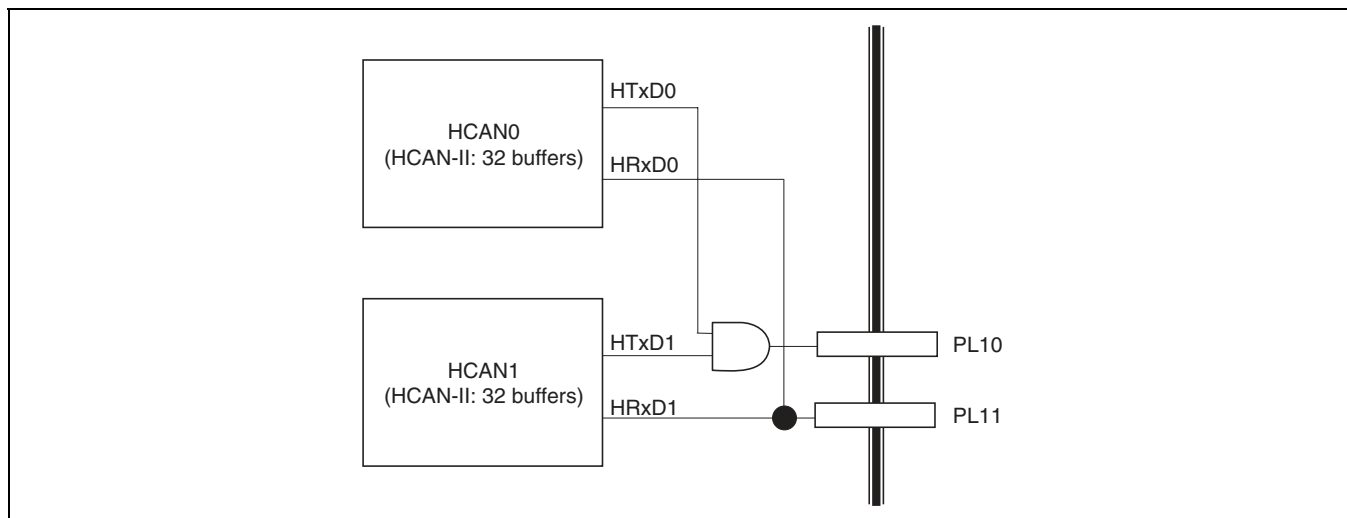 HTxD0
HCAN0
(HCAN-II: 32 buffers)
HRxD0
HTxD1
PL10
HCAN1
(HCAN-II: 32 buffers)
HRxD1
PL11